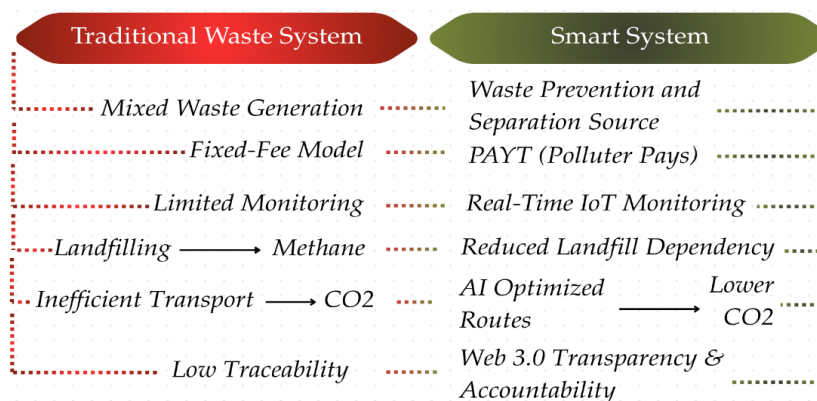 Traditional Waste System
Smart System
Mixed Waste Generation
Waste Prevention and
Separation Source
Fixed-Fee Model
PAYT (Polluter Pays)
Limited Monitoring
Real-Time IoT Monitoring
Landfilling
Methane
Reduced Landfill Dependency
Inefficient Transport
CO2
AI Optimized
Routes
Lower
CO2
Low Traceability
Web 3.0 Transparency &
Accountability